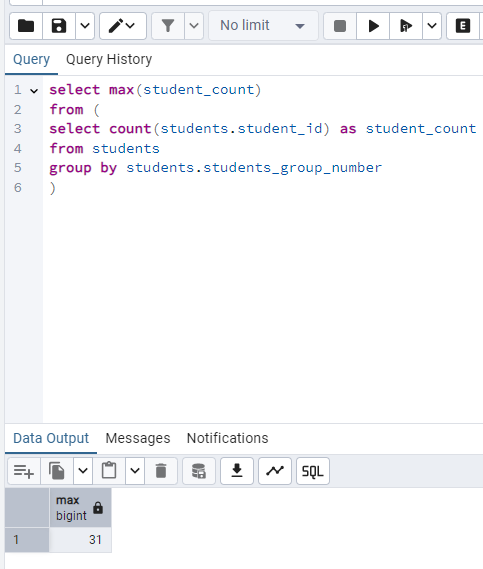 No limit
E
Query Query History
1 select max(student_count)
2 from (
3 select count(students.student_id) as student_count
4 from students
5 group by students.students_group_number
6 )
Data Output Messages Notifications
SQL
max
bigint
1 31